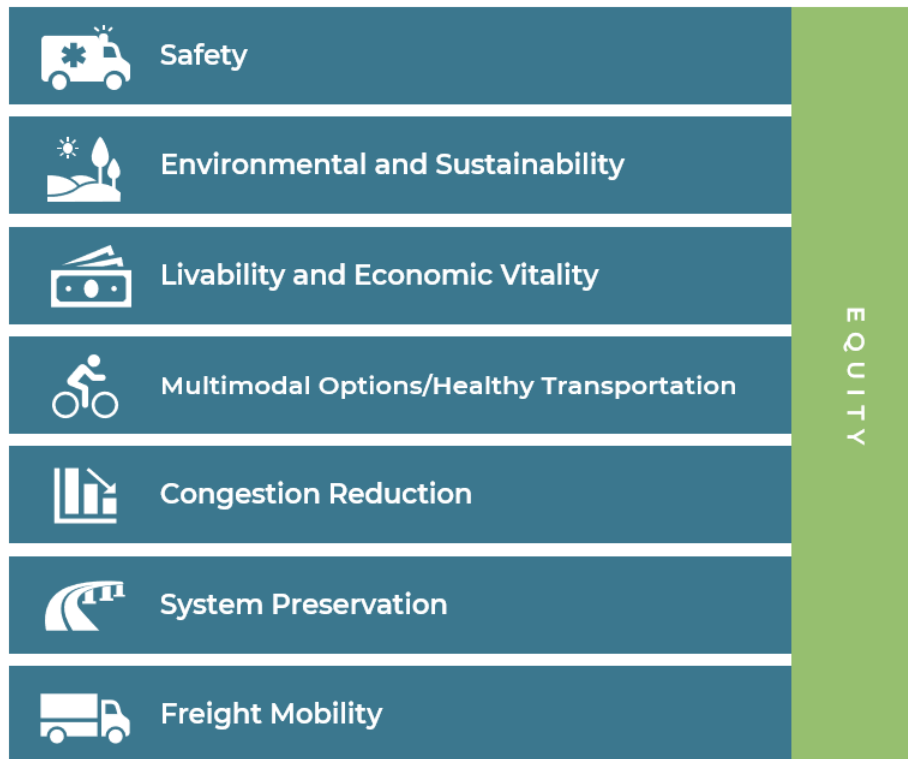 Safety
Environmental and Sustainability
Livability and Economic Vitality
Multimodal Options/Healthy Transportation
Congestion Reduction
System Preservation
Freight Mobility
EQUITY